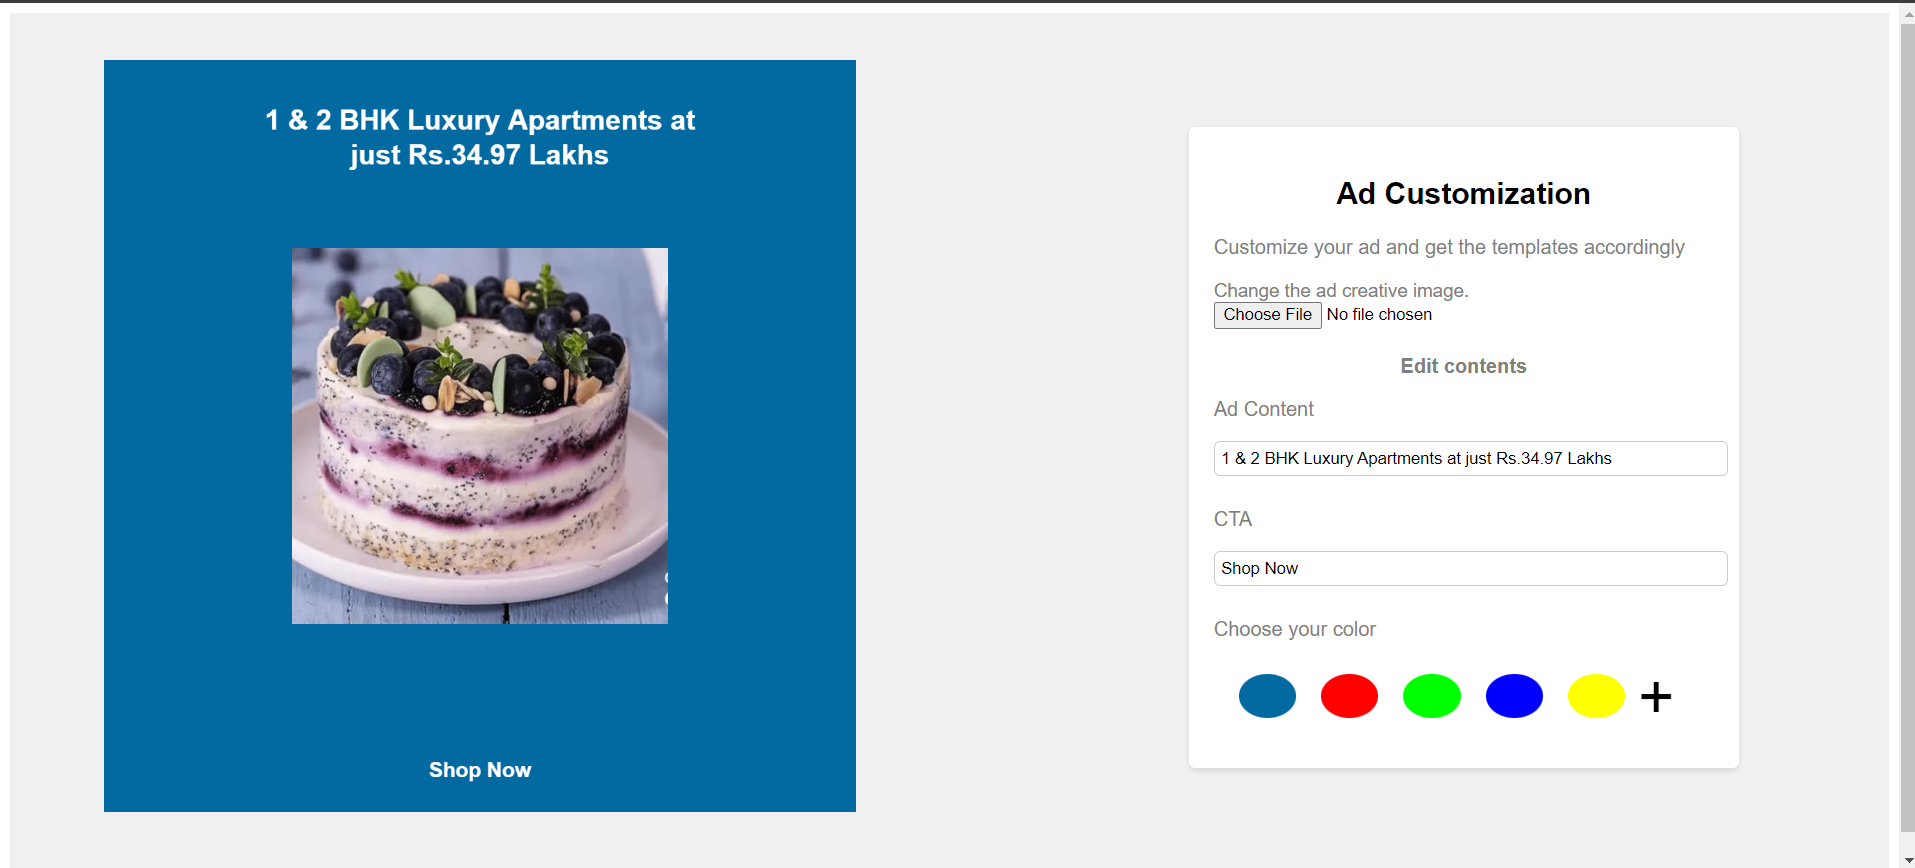 1 & 2 BHK Luxury Apartments at
just Rs.34.97 Lakhs
Shop Now
Ad Customization
Customize your ad and get the templates accordingly
Change the ad creative image.
Choose File No file chosen
Edit contents
Ad Content
1 & 2 BHK Luxury Apartments at just Rs.34.97 Lakhs
CTA
Shop Now
Choose your color
+